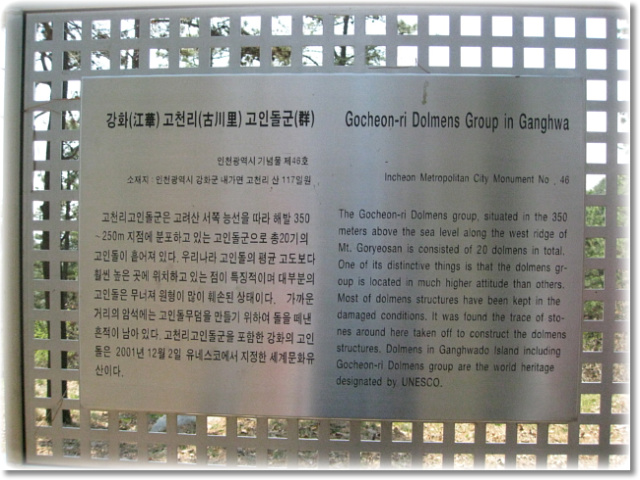 강화(江華) 고천리(古川里) 고인돌군(群)
인천광역시 기념물 제46호
소재지 : 인천광역시 강화군 내가면 고천리 산 117일원
고천리고인돌군은 고려산 서쪽 능선을 따라 해발 350
~250m 지점에 분포하고 있는 고인돌군으로 총20기의
고인돌이 흩어져 있다. 우리나라 고인돌의 평균 고도보다
훨씬 높은 곳에 위치하고 있는 점이 특징적이며 대부분의
고인돌은 무너져 원형이 많이 훼손된 상태이다. 가까운
거리의 암석에는 고인돌무덤을 만들기 위하여 돌을 떼낸
흔적이 남아 있다. 고천리고인돌군을 포함한 강화의 고인
돌은 2001년 12월 2일 유네스코에서 지정한 세계문화유
산이다.
Gocheon-ri Dolmens Group in Ganghwa
Incheon Metropolitan City Monument No . 46
The Gocheon-ri Dolmens group, situated in the 350
meters above the sea level along the west ridge of
Mt. Goryeosan is consisted of 20 dolmens in total.
One of its distinctive things is that the dolmens gr-
oup is located in much higher attitude than others.
Most of dolmens structures have been kept in the
damaged conditions. It was found the trace of sto-
nes around here taken off to construct the dolmens
structures. Dolmens in Ganghwado Island including
Gocheon-ri Dolmens group are the world heritage
designated by UNESCO.